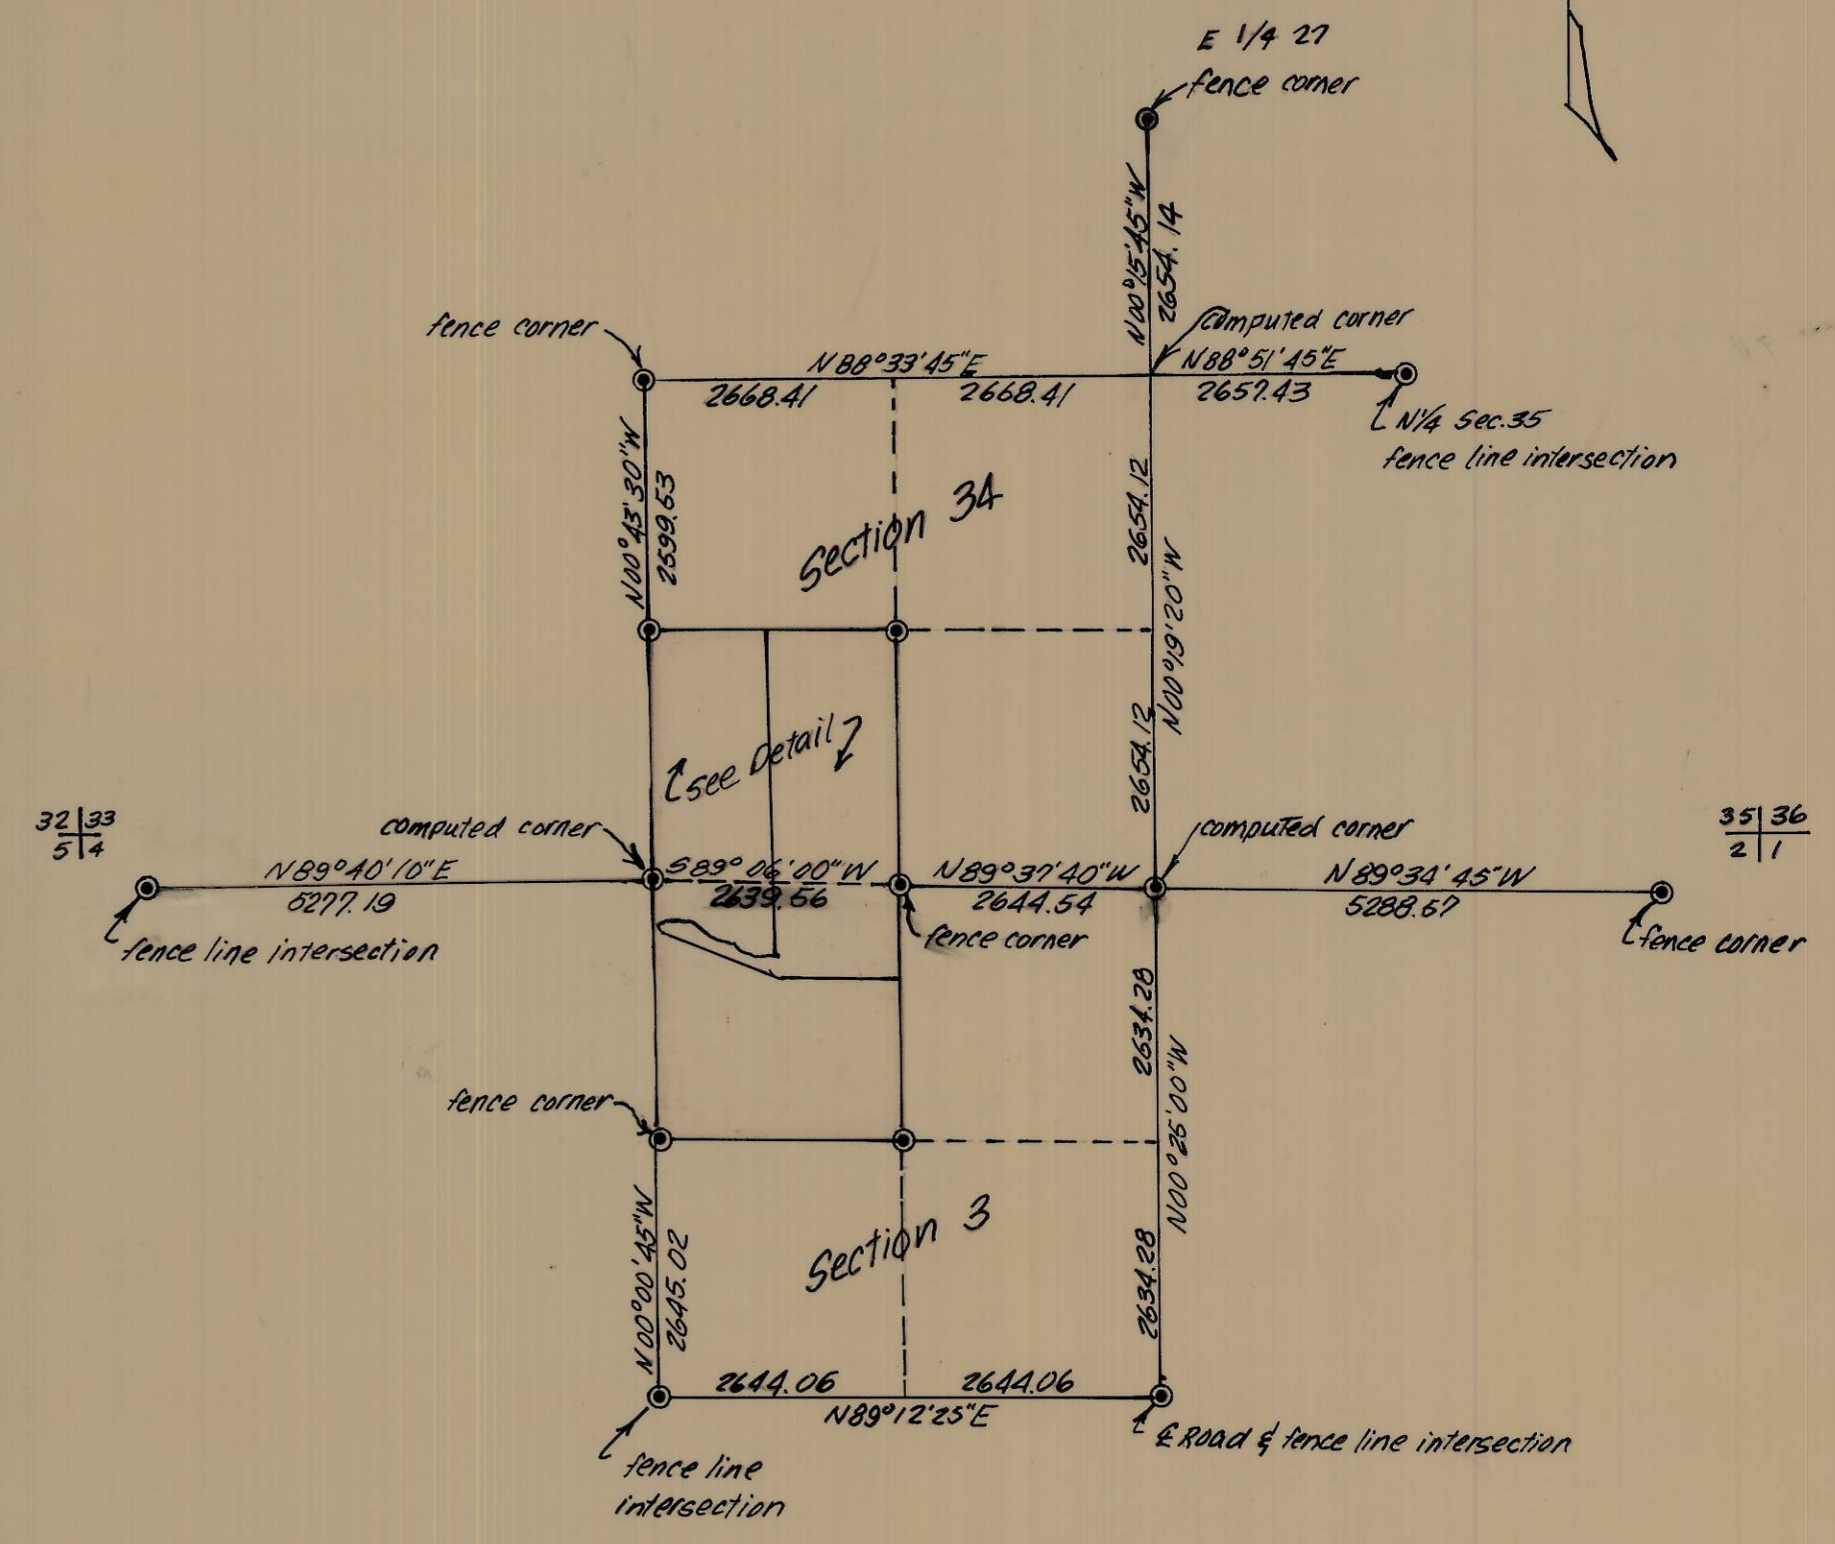 E 1/4 27
fence corner
N00°15'45"W
2654.14
fence corner
computed corner
N88°33'45"E
N88°51'45"E
2668.41
2668.41
2657.43
N1/4 Sec.35
fence line intersection
N00°43'30"W
2599.53
Section 34
2654.12
N00°19'20"W
2654.12
see Detail
32|33
5|4
computed corner
computed corner
35|36
2|1
N89°40'10"E
S89°06'00"W
N89°37'40"W
N89°34'45"W
5277.19
2639.56
2644.54
5288.57
fence line intersection
fence corner
fence corner
2634.28
N00°25'00"W
fence corner
N00°00'45"W
2645.02
Section 3
2634.28
2644.06
2644.06
N89°12'25"E
℄ Road & fence line intersection
fence line
intersection